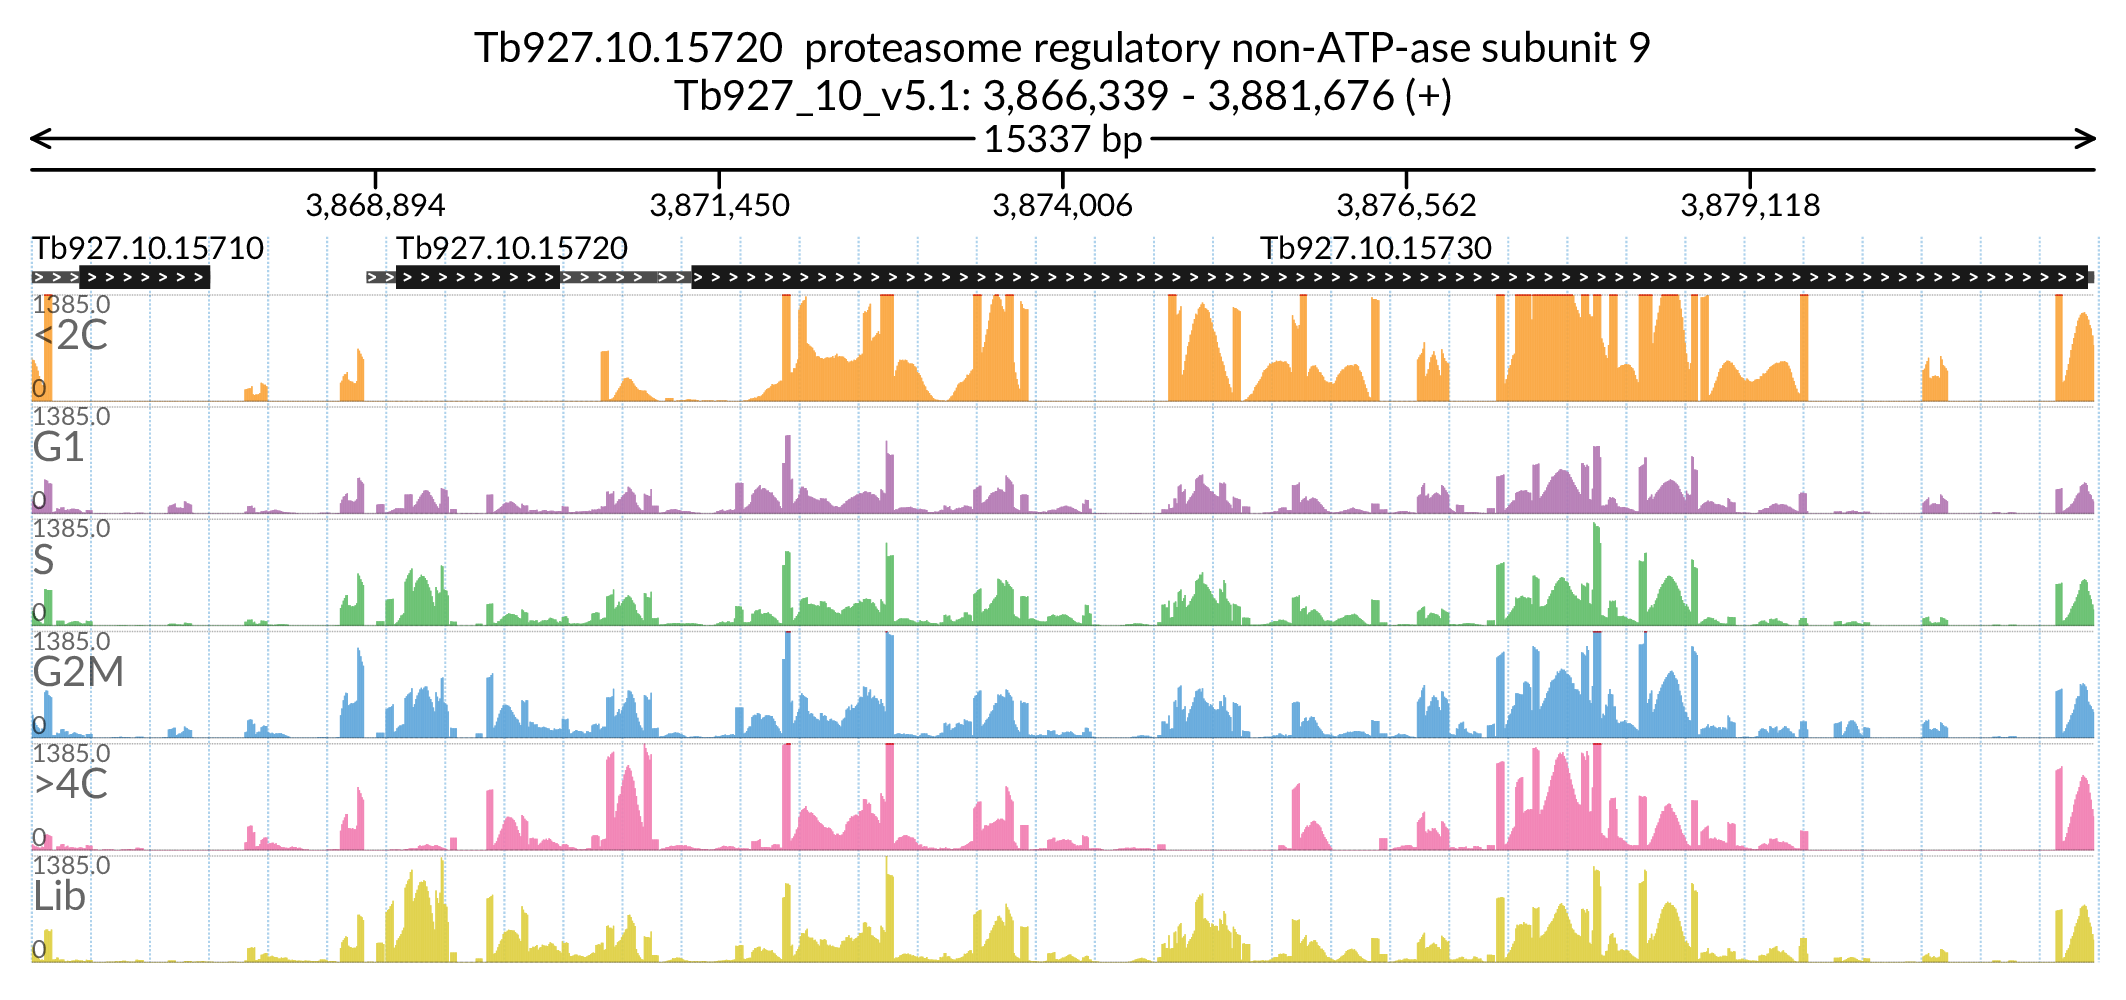 Tb927.10.15720  proteasome regulatory non-ATP-ase subunit 9
Tb927_10_v5.1: 3,866,339 - 3,881,676 (+)
15337 bp
3,868,894 3,871,450 3,874,006 3,876,562 3,879,118
Tb927.10.15710 Tb927.10.15720 Tb927.10.15730
1385.0
<2C
0
1385.0
G1
0
1385.0
S
0
1385.0
G2M
0
1385.0
>4C
0
1385.0
Lib
0